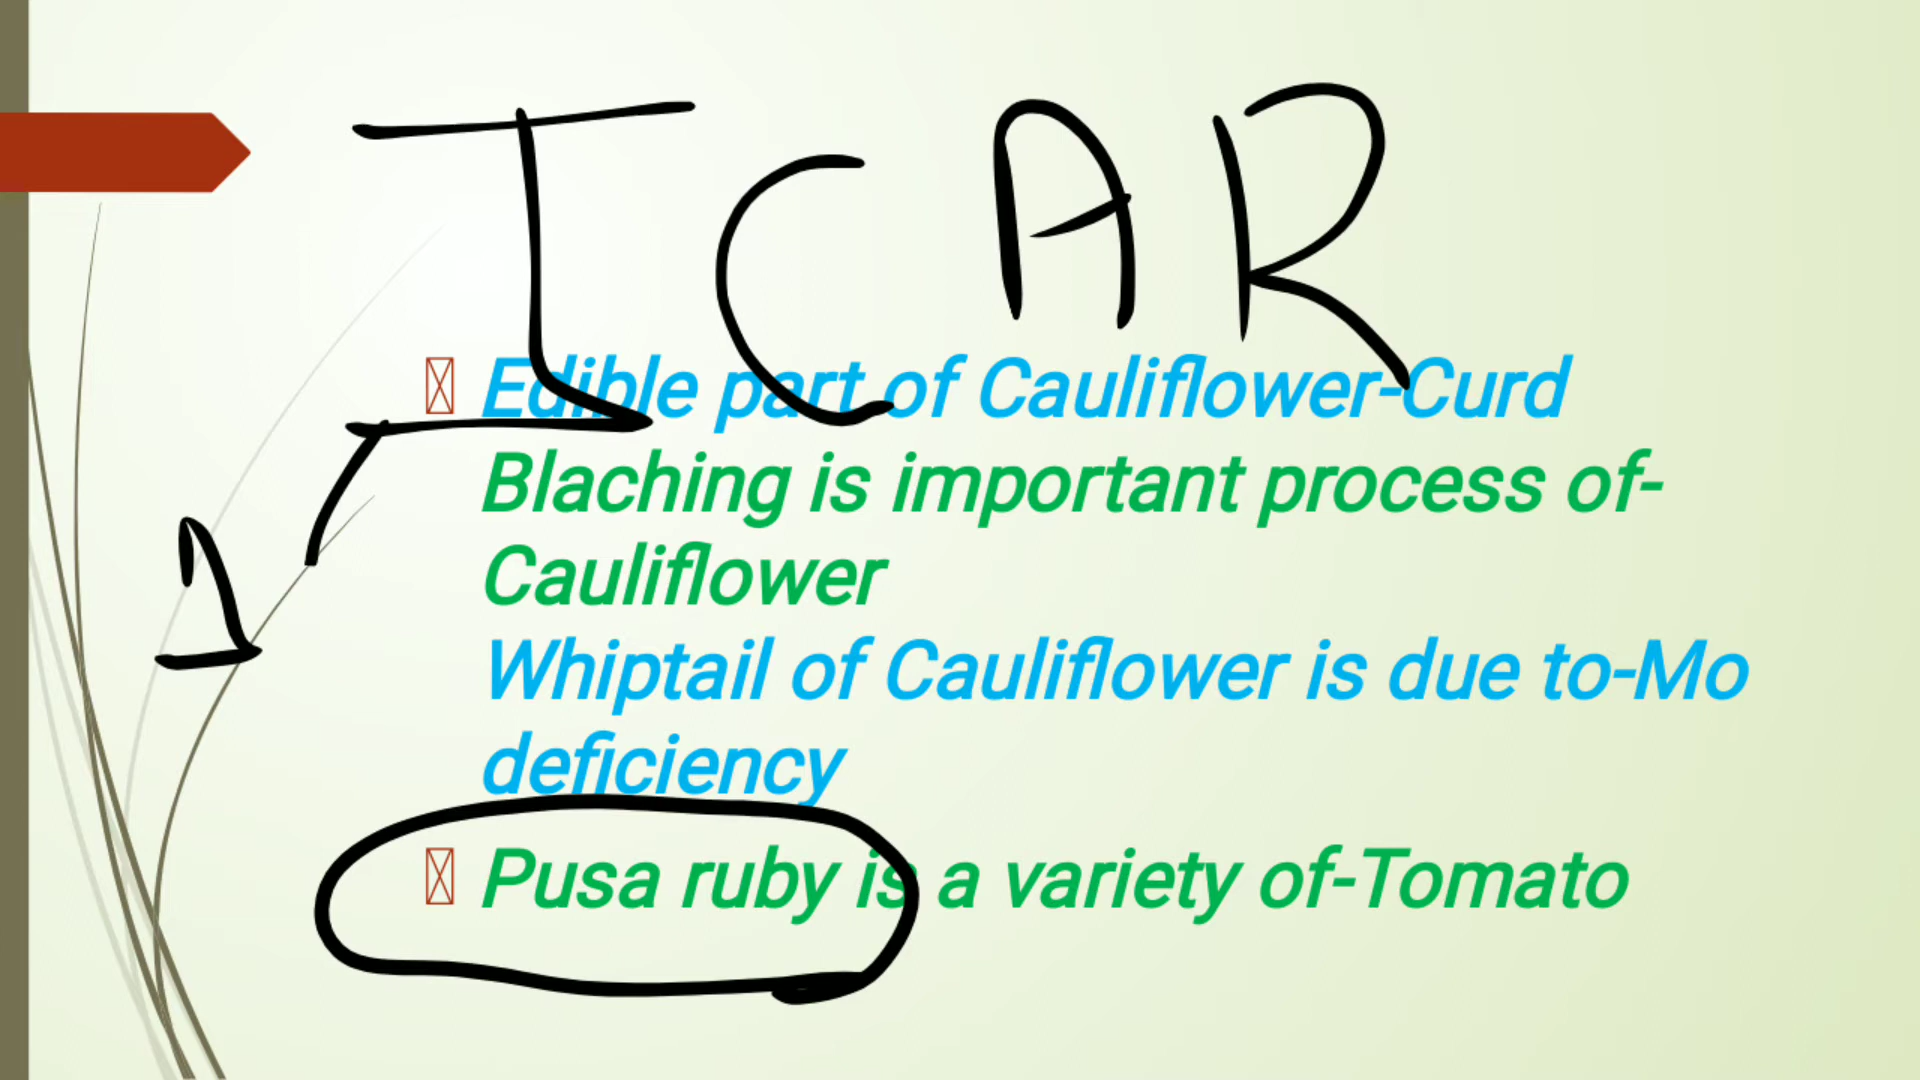 ICAR
Edible part of Cauliflower-Curd
Blaching is important process of-
Cauliflower
Whiptail of Cauliflower is due to-Mo
deficiency
Pusa ruby is a variety of-Tomato